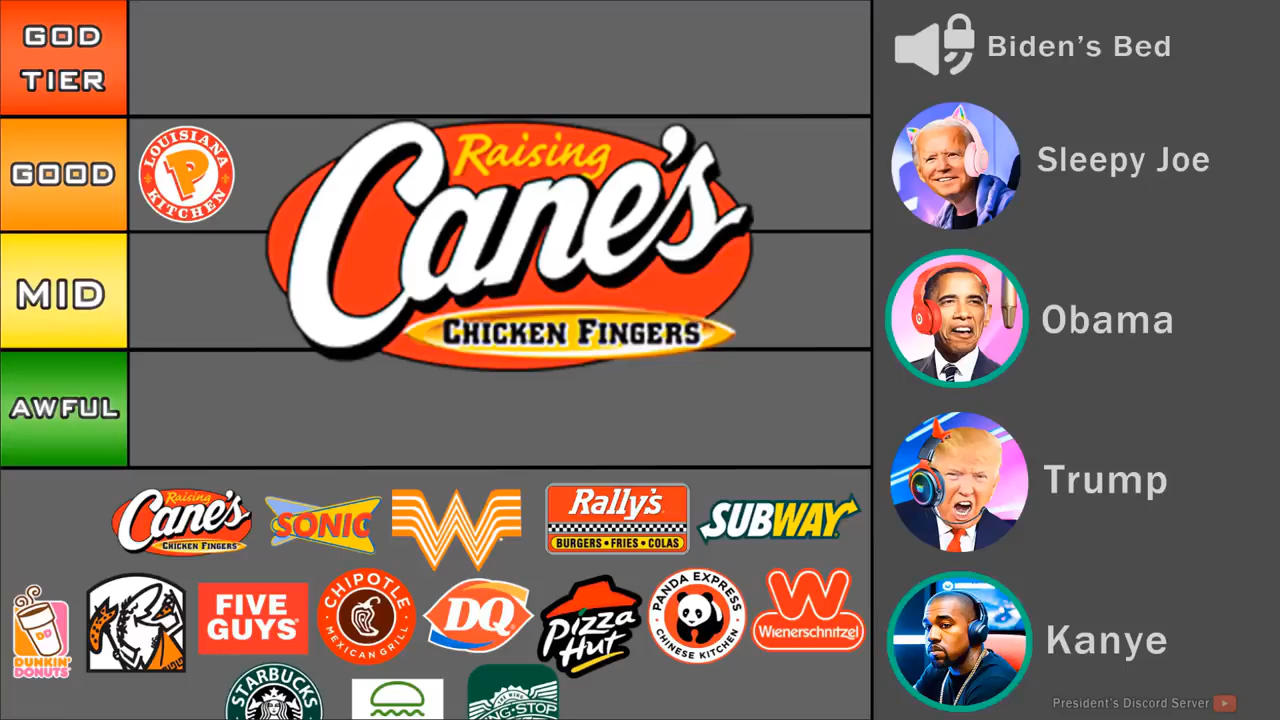 GOD
TIER
GOOD
LOUISIANA
P
KITCHEN
MID
AWFUL
Raising
Cane's
CHICKEN FINGERS
Raising
Cane's
CHICKEN FINGERS
SONIC
W
Rally's
BURGERS • FRIES • COLAS
SUBWAY
DD
DUNKIN'
DONUTS
FIVE
GUYS
CHIPOTLE
MEXICAN GRILL
DQ
Pizza
Hut
PANDA EXPRESS
CHINESE KITCHEN
W
Wienerschnitzel
STARBUCKS
Biden's Bed
Sleepy Joe
Obama
Trump
Kanye
President's Discord Server